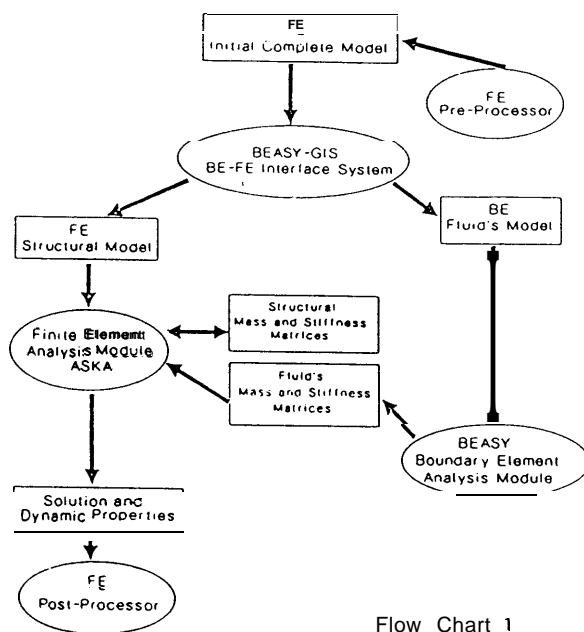 FE
Initial Complete Model
FE
Pre-Processor
BEASY-GIS
BE-FE Interface System
FE
Structural Model
BE
Fluid's Model
Finite Element
Analysis Module
ASKA
Structural
Mass and Stiffness
Matrices
Fluid's
Mass and Stiffness
Matrices
BEASY
Boundary Element
Analysis Module
Solution and
Dynamic Properties
FE
Post-Processor
Flow Chart 1